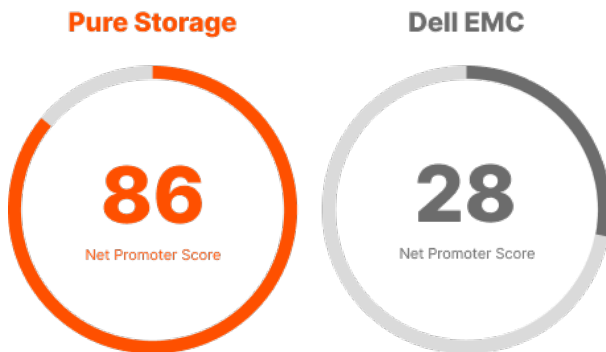 Pure Storage
86
Net Promoter Score
Dell EMC
28
Net Promoter Score